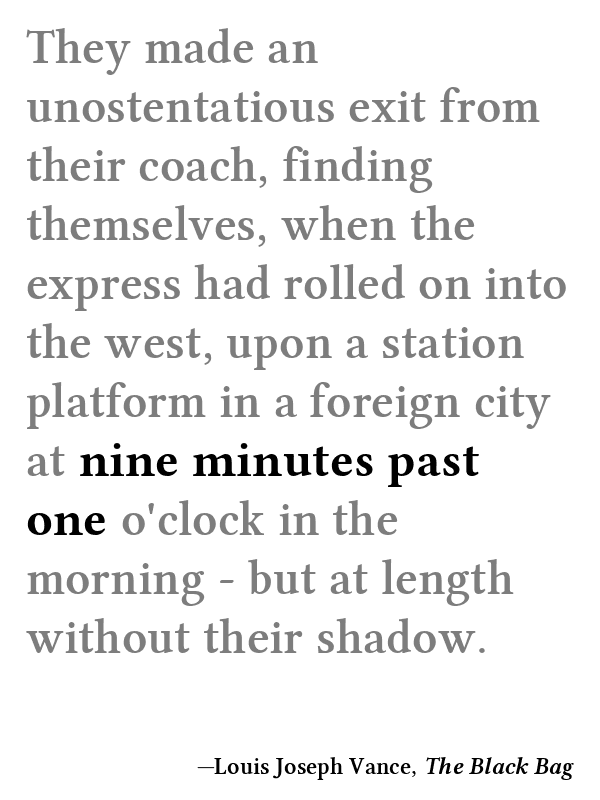 They made an
unostentatious exit from
their coach, finding
themselves, when the
express had rolled on into
the west, upon a station
platform in a foreign city
at nine minutes past
one o'clock in the
morning - but at length
without their shadow.
—Louis Joseph Vance, The Black Bag